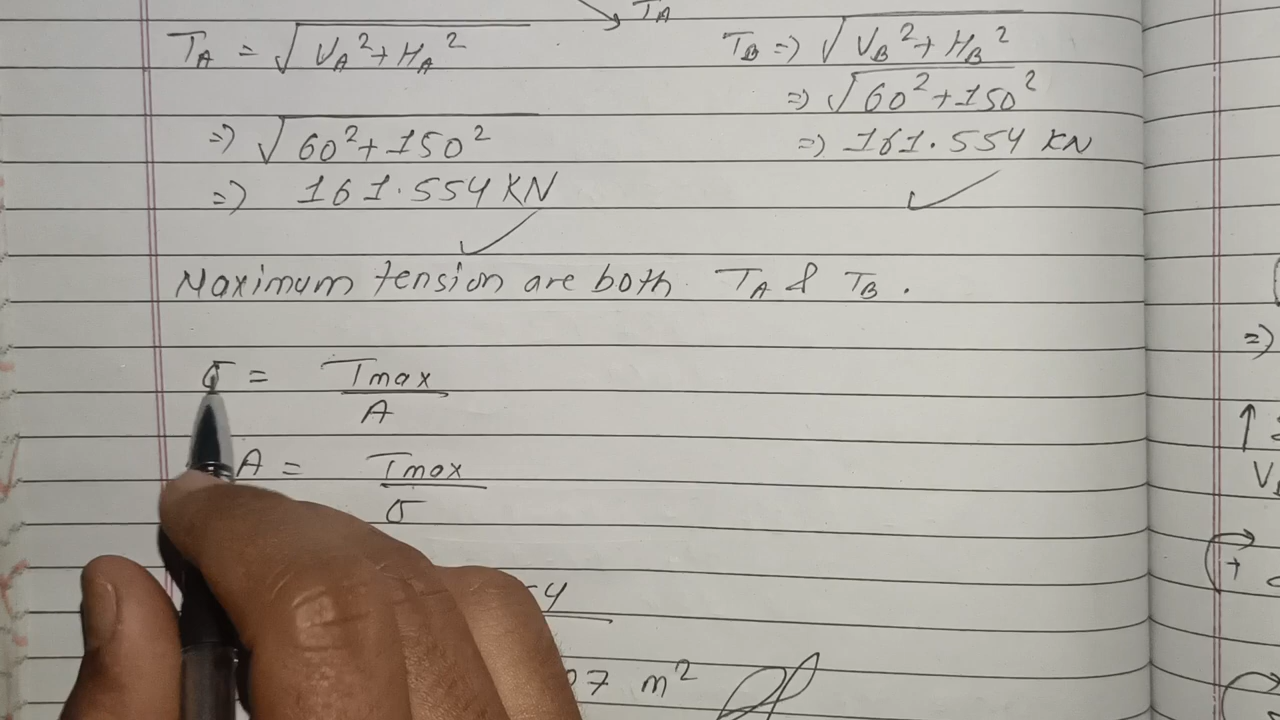 T_A
T_A = √(V_A² + H_A²)
T_B => √(V_B² + H_B²)
=> √(60² + 150²)
=> √(60² + 150²)
=> 161.554 KN
=> 161.554 KN
Maximum tension are both T_A & T_B.
σ = Tmax / A
A = Tmax / σ
7 m²